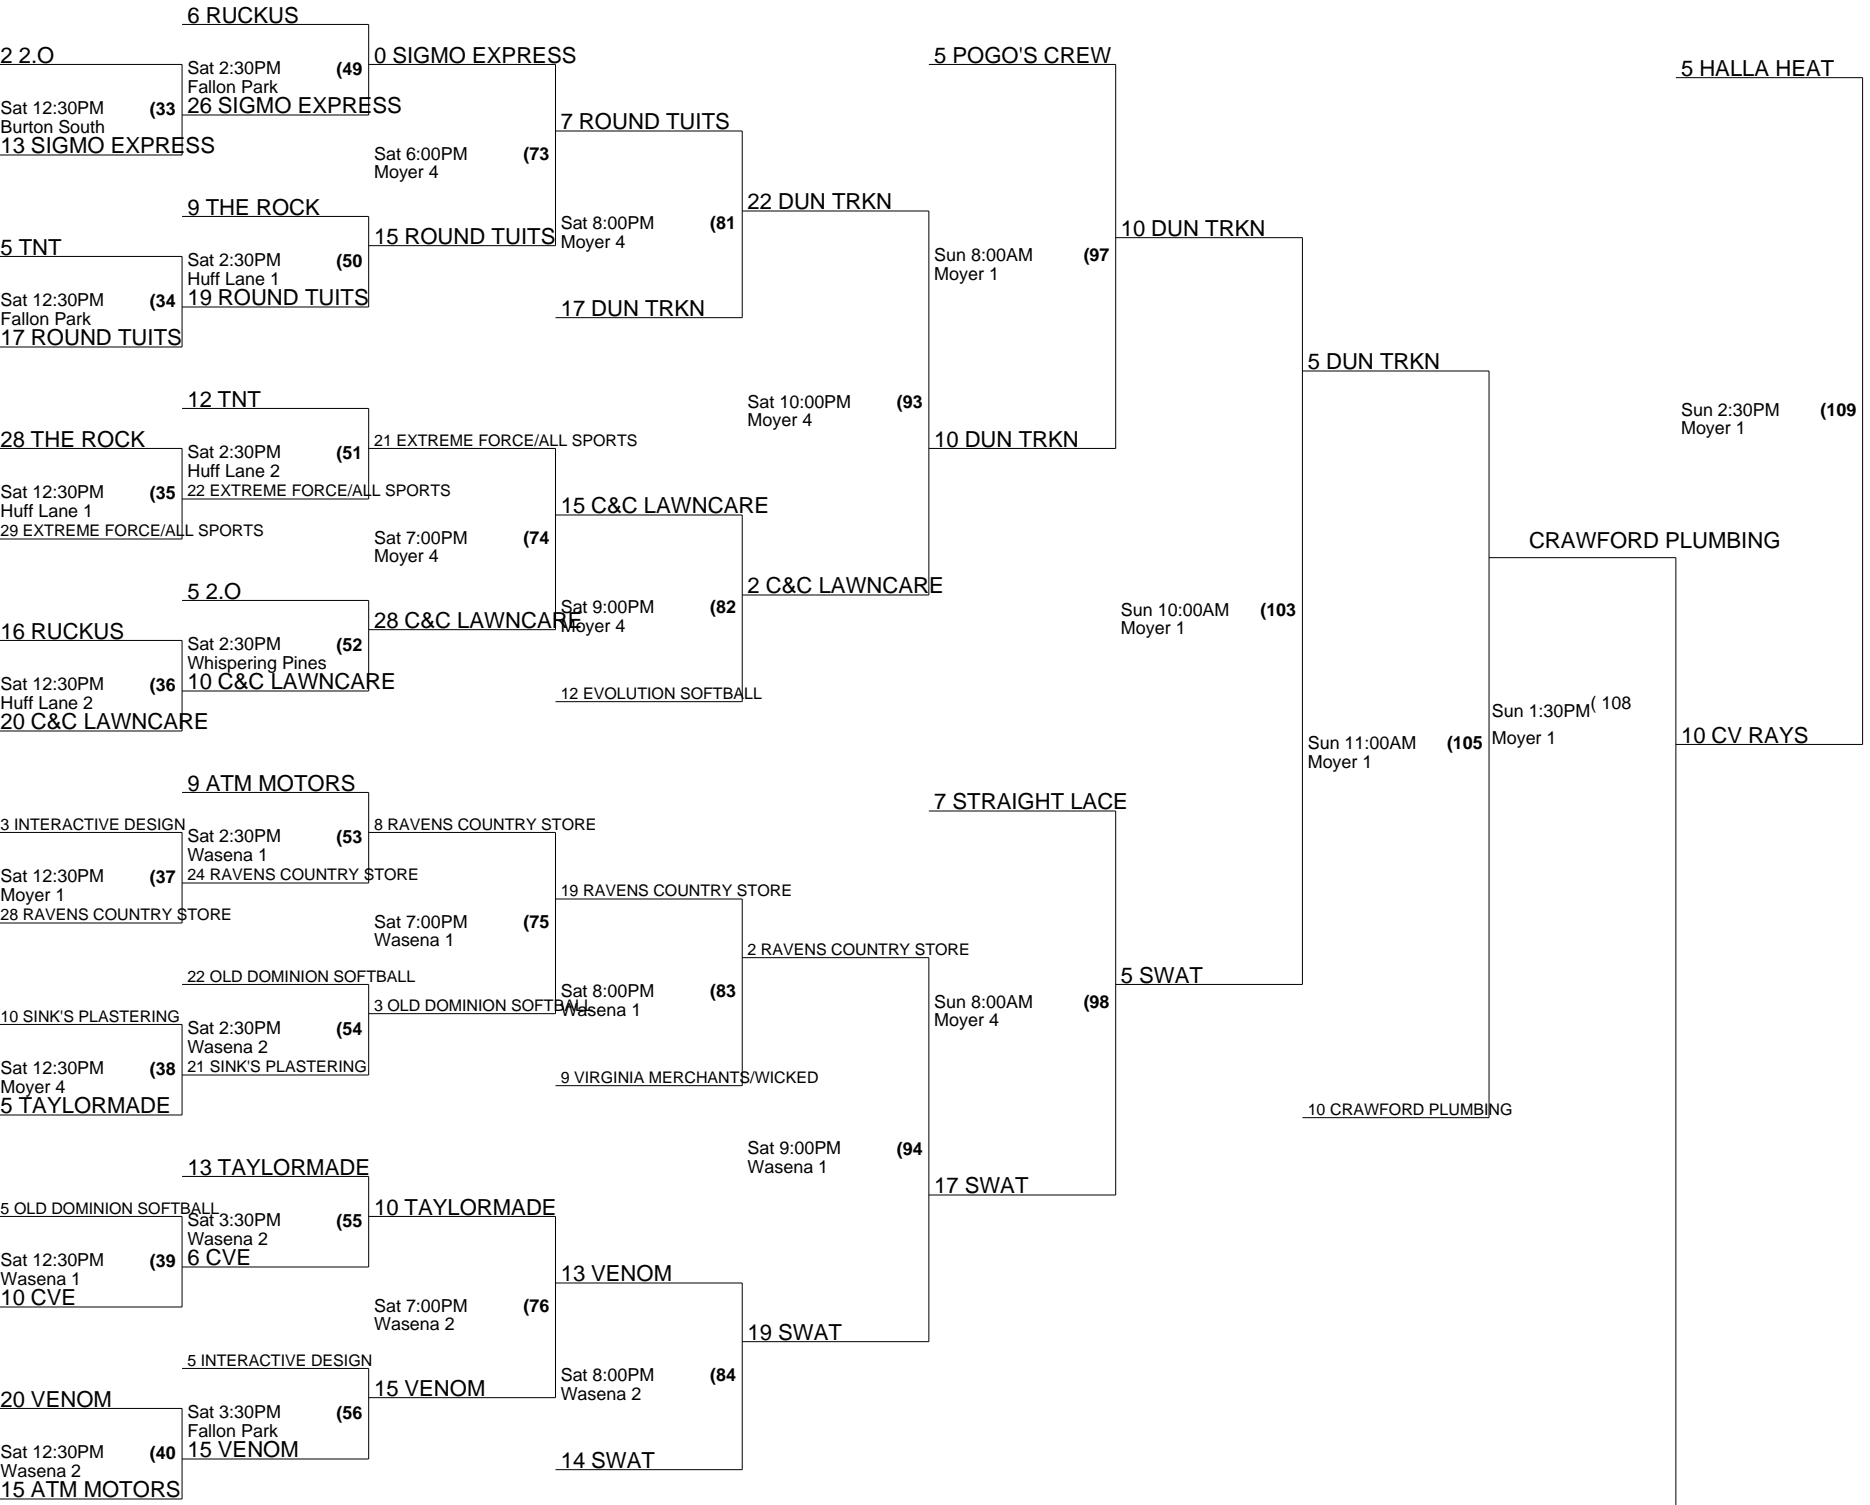 6 RUCKUS
2 2.O
Sat 2:30PM (49
Fallon Park
0 SIGMO EXPRESS
Sat 12:30PM (33
Burton South
26 SIGMO EXPRESS
13 SIGMO EXPRESS
Sat 6:00PM (73
Moyer 4
7 ROUND TUITS
9 THE ROCK
5 TNT
Sat 2:30PM (50
Huff Lane 1
15 ROUND TUITS
Sat 12:30PM (34
Fallon Park
19 ROUND TUITS
17 ROUND TUITS
Sat 8:00PM (81
Moyer 4
22 DUN TRKN
17 DUN TRKN
12 TNT
28 THE ROCK
Sat 2:30PM (51
Huff Lane 2
21 EXTREME FORCE/ALL SPORTS
Sat 12:30PM (35
Huff Lane 1
22 EXTREME FORCE/ALL SPORTS
29 EXTREME FORCE/ALL SPORTS
Sat 7:00PM (74
Moyer 4
15 C&C LAWNCARE
5 2.O
16 RUCKUS
Sat 2:30PM (52
Whispering Pines
28 C&C LAWNCARE
Sat 12:30PM (36
Huff Lane 2
10 C&C LAWNCARE
20 C&C LAWNCARE
Sat 9:00PM (82
Moyer 4
2 C&C LAWNCARE
12 EVOLUTION SOFTBALL
Sat 10:00PM (93
Moyer 4
10 DUN TRKN
5 POGO'S CREW
Sun 8:00AM (97
Moyer 1
10 DUN TRKN
9 ATM MOTORS
3 INTERACTIVE DESIGN
Sat 2:30PM (53
Wasena 1
8 RAVENS COUNTRY STORE
Sat 12:30PM (37
Moyer 1
24 RAVENS COUNTRY STORE
28 RAVENS COUNTRY STORE
Sat 7:00PM (75
Wasena 1
19 RAVENS COUNTRY STORE
22 OLD DOMINION SOFTBALL
10 SINK'S PLASTERING
Sat 2:30PM (54
Wasena 2
3 OLD DOMINION SOFTBALL
Sat 12:30PM (38
Moyer 4
21 SINK'S PLASTERING
5 TAYLORMADE
Sat 8:00PM (83
Wasena 1
2 RAVENS COUNTRY STORE
9 VIRGINIA MERCHANTS/WICKED
13 TAYLORMADE
5 OLD DOMINION SOFTBALL
Sat 3:30PM (55
Wasena 2
10 TAYLORMADE
Sat 12:30PM (39
Wasena 1
6 CVE
10 CVE
Sat 7:00PM (76
Wasena 2
13 VENOM
5 INTERACTIVE DESIGN
20 VENOM
Sat 3:30PM (56
Fallon Park
15 VENOM
Sat 12:30PM (40
Wasena 2
15 VENOM
15 ATM MOTORS
Sat 8:00PM (84
Wasena 2
19 SWAT
14 SWAT
Sat 9:00PM (94
Wasena 1
17 SWAT
7 STRAIGHT LACE
Sun 8:00AM (98
Moyer 4
5 SWAT
Sun 10:00AM (103
Moyer 1
5 DUN TRKN
Sun 11:00AM (105
Moyer 1
10 CRAWFORD PLUMBING
CRAWFORD PLUMBING
Sun 1:30PM ( 108
Moyer 1
10 CV RAYS
5 HALLA HEAT
Sun 2:30PM (109
Moyer 1